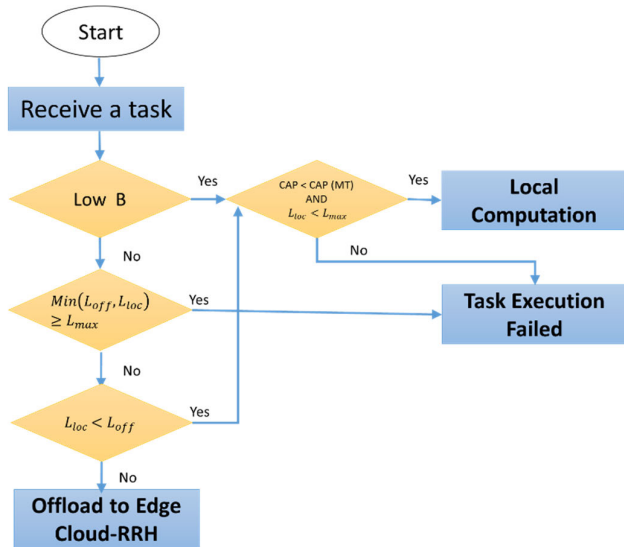 Start
Receive a task
Low B
Yes
CAP < CAP (MT)
AND
L_loc < L_max
Yes
Local
Computation
No
No
Min(L_off, L_loc)
≥ L_max
Yes
Task Execution
Failed
No
L_loc < L_off
Yes
No
Offload to Edge
Cloud-RRH